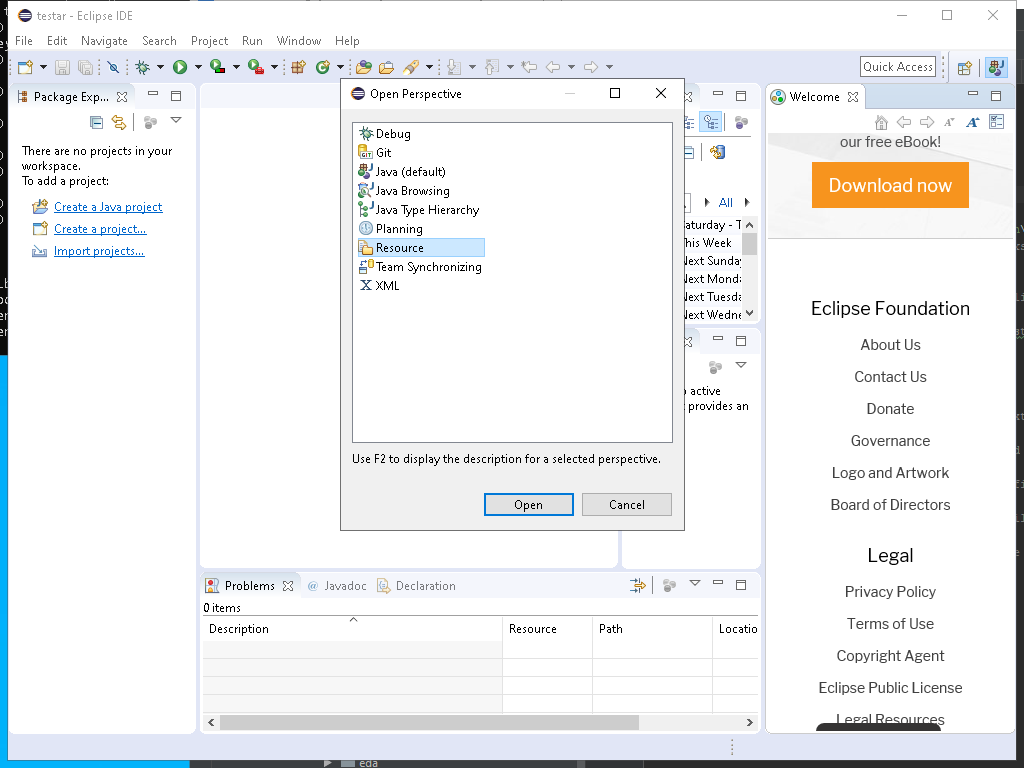 testar - Eclipse IDE
File Edit Navigate Search Project Run Window Help
Quick Access
Package Exp...
There are no projects in your
workspace.
To add a project:
Create a Java project
Create a project...
Import projects...
Open Perspective
Debug
Git
Java (default)
Java Browsing
Java Type Hierarchy
Planning
Resource
Team Synchronizing
XML
Use F2 to display the description for a selected perspective.
Open Cancel
All
aturday - T
his Week
Next Sunda
Next Monda
Next Tuesda
Next Wedne
active
provides an
Welcome
our free eBook!
Download now
Eclipse Foundation
About Us
Contact Us
Donate
Governance
Logo and Artwork
Board of Directors
Legal
Privacy Policy
Terms of Use
Copyright Agent
Eclipse Public License
Legal Resources
Problems @ Javadoc Declaration
0 items
Description Resource Path Locatio
eda